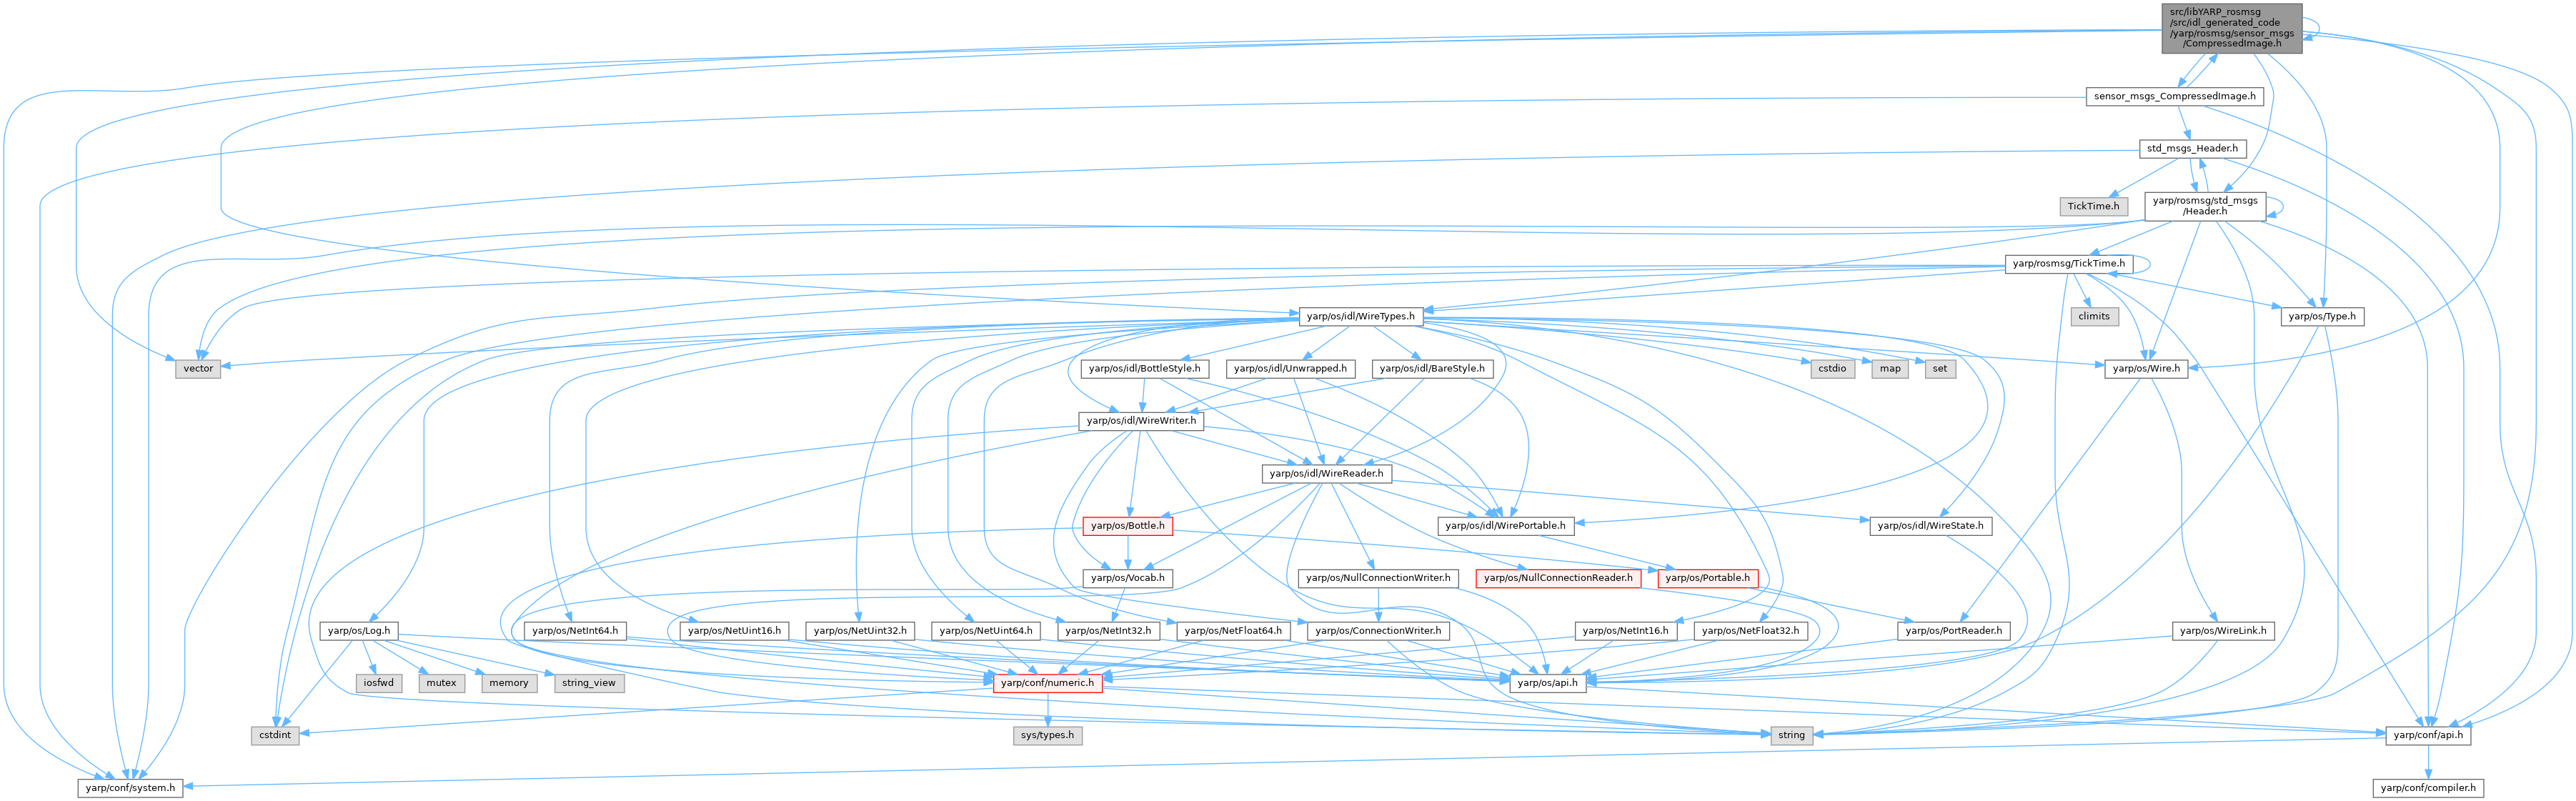 src/libYARP_rosmsg
/src/idl_generated_code
/yarp/rosmsg/sensor_msgs
/CompressedImage.h
sensor_msgs_CompressedImage.h
std_msgs_Header.h
TickTime.h
yarp/rosmsg/std_msgs
/Header.h
yarp/rosmsg/TickTime.h
yarp/os/idl/WireTypes.h
climits
yarp/os/Type.h
vector
yarp/os/idl/BottleStyle.h
yarp/os/idl/Unwrapped.h
yarp/os/idl/BareStyle.h
cstdio
map
set
yarp/os/Wire.h
yarp/os/idl/WireWriter.h
yarp/os/idl/WireReader.h
yarp/os/Bottle.h
yarp/os/idl/WirePortable.h
yarp/os/idl/WireState.h
yarp/os/Vocab.h
yarp/os/NullConnectionWriter.h
yarp/os/NullConnectionReader.h
yarp/os/Portable.h
yarp/os/Log.h
yarp/os/NetInt64.h
yarp/os/NetUint16.h
yarp/os/NetUint32.h
yarp/os/NetUint64.h
yarp/os/NetInt32.h
yarp/os/NetFloat64.h
yarp/os/ConnectionWriter.h
yarp/os/NetInt16.h
yarp/os/NetFloat32.h
yarp/os/PortReader.h
yarp/os/WireLink.h
iosfwd
mutex
memory
string_view
yarp/conf/numeric.h
yarp/os/api.h
cstdint
sys/types.h
string
yarp/conf/api.h
yarp/conf/system.h
yarp/conf/compiler.h